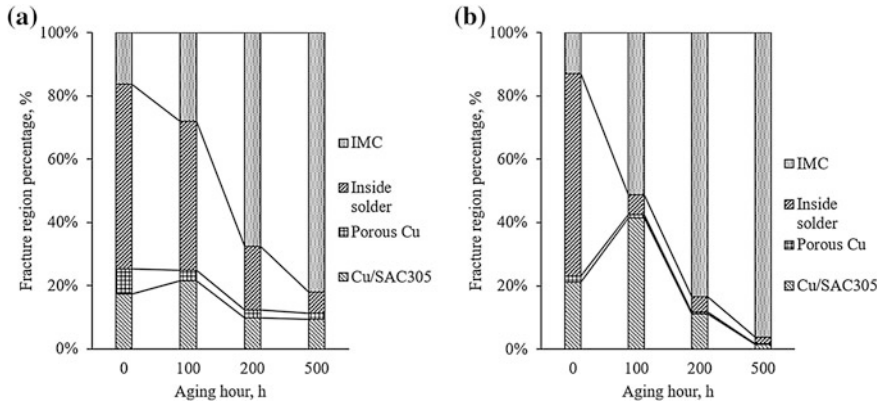 (a)
100%
80%
60%
40%
20%
0%
Fracture region percentage, %
0 100 200 500
Aging hour, h
IMC
Inside
solder
Porous Cu
Cu/SAC305
(b)
100%
80%
60%
40%
20%
0%
Fracture region percentage, %
0 100 200 500
Aging hour, h
IMC
Inside
solder
Porous Cu
Cu/SAC305